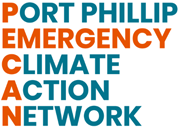 PORT PHILLIP
EMERGENCY
CLIMATE
ACTION
NETWORK